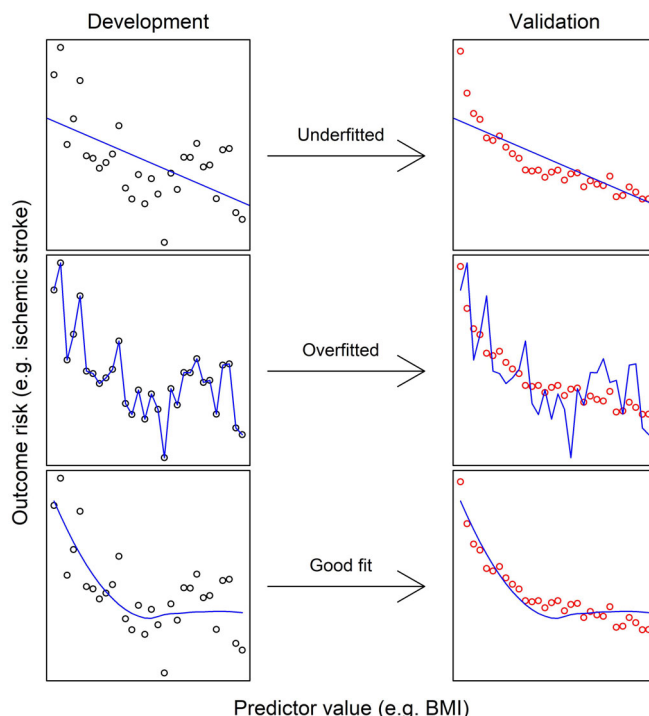 Development
Validation
Outcome risk (e.g. ischemic stroke)
Underfitted
Overfitted
Good fit
Predictor value (e.g. BMI)